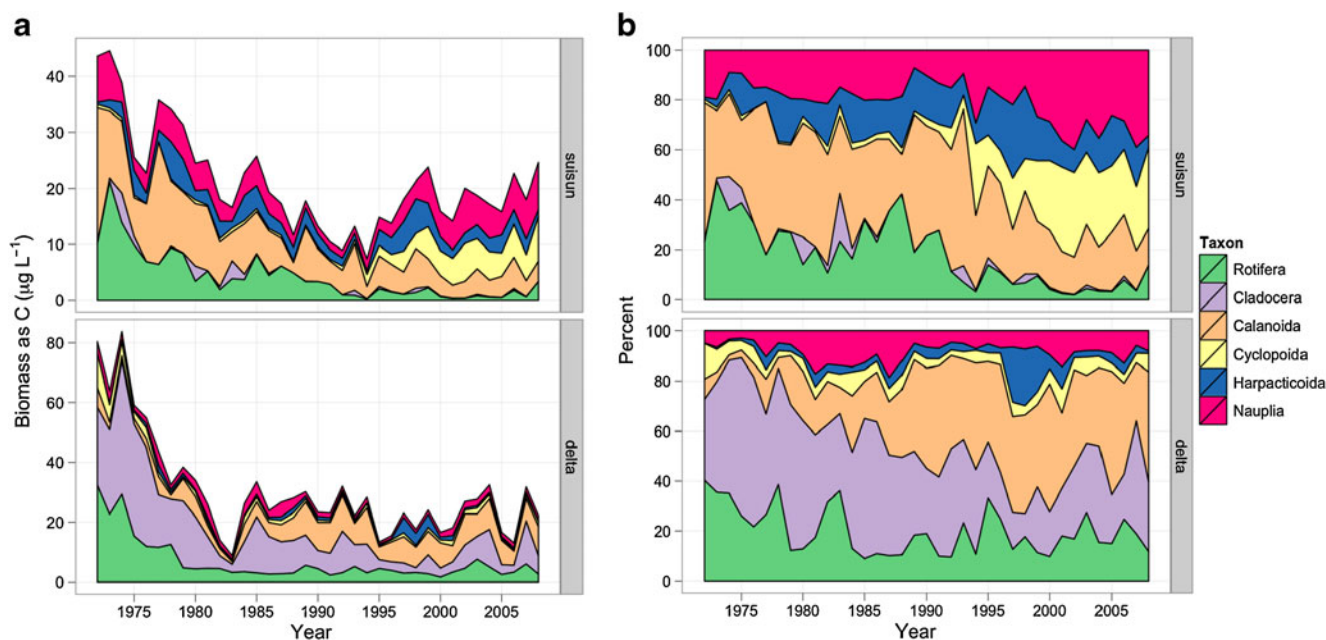 a
b
Biomass as C (μg L⁻¹)
40
30
20
10
0
suisun
80
60
40
20
0
delta
1975 1980 1985 1990 1995 2000 2005
Year
Percent
100
80
60
40
20
0
suisun
100
80
60
40
20
0
delta
1975 1980 1985 1990 1995 2000 2005
Year
Taxon
Rotifera
Cladocera
Calanoida
Cyclopoida
Harpacticoida
Nauplia